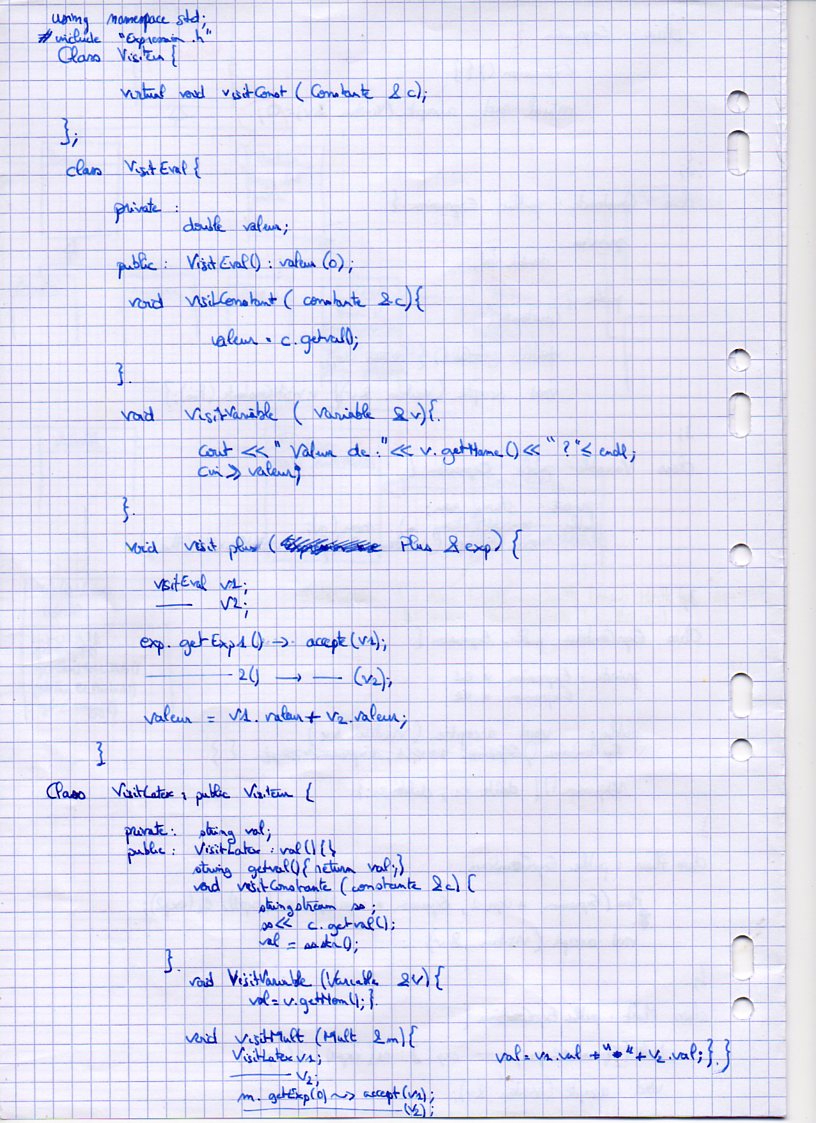 using namespace std;
# include "Expression.h"
Class Visiteur {
virtual void visitConst ( Constante &c);
};
class VisitEval {
private :
double valeur;
public : VisitEval() : valeur (0);
void visitConstant ( constante &c){
valeur = c.getval();
}.
void VisitVariable ( Variable &v){.
cout << " Valeur de : " << v.getName() << " ? " ≤ endl;
cin >> valeur;
}.
void visit plus ( Plus &exp) {
visitEval v1;
—— v2;
exp. getExp1() -> accepte(v1);
———— 2() -> —— (v2);
valeur = v1.valeur + v2.valeur;
}
Class VisitLatex : public Visiteur {
private : string val;
public : VisitLatex : val(){}
string getval(){ return val;}
void visitConstante (constante &c) {
stringstream ss ;
ss << c.getval();
val = ss.str();
}.
void VisitVariable (Variable &v) {
val = v.getNom(); }.
void visitMult (Mult &m){
VisitLatex v1;
—— v2;
m. getExp(0) ~> accept(v1);
———— (v2);
val = v1.val + "*" + v2.val; }.}